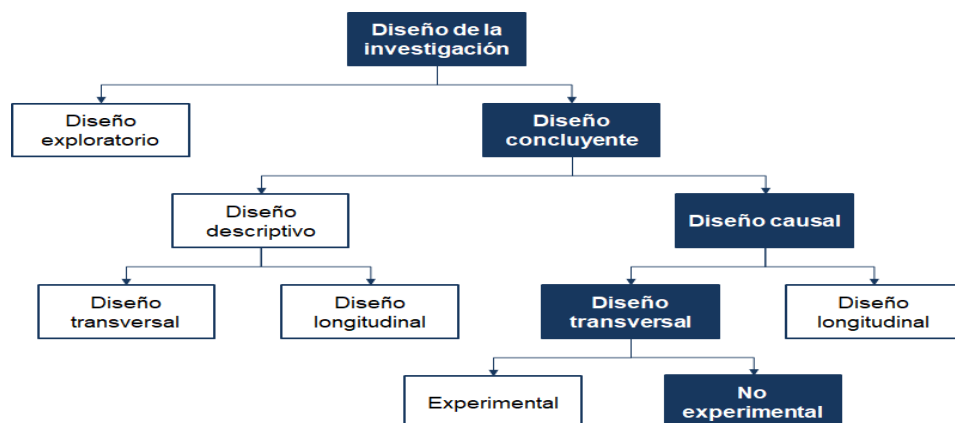 Diseño de la
investigación
Diseño
exploratorio
Diseño
concluyente
Diseño
descriptivo
Diseño causal
Diseño
transversal
Diseño
longitudinal
Diseño
transversal
Diseño
longitudinal
Experimental
No
experimental